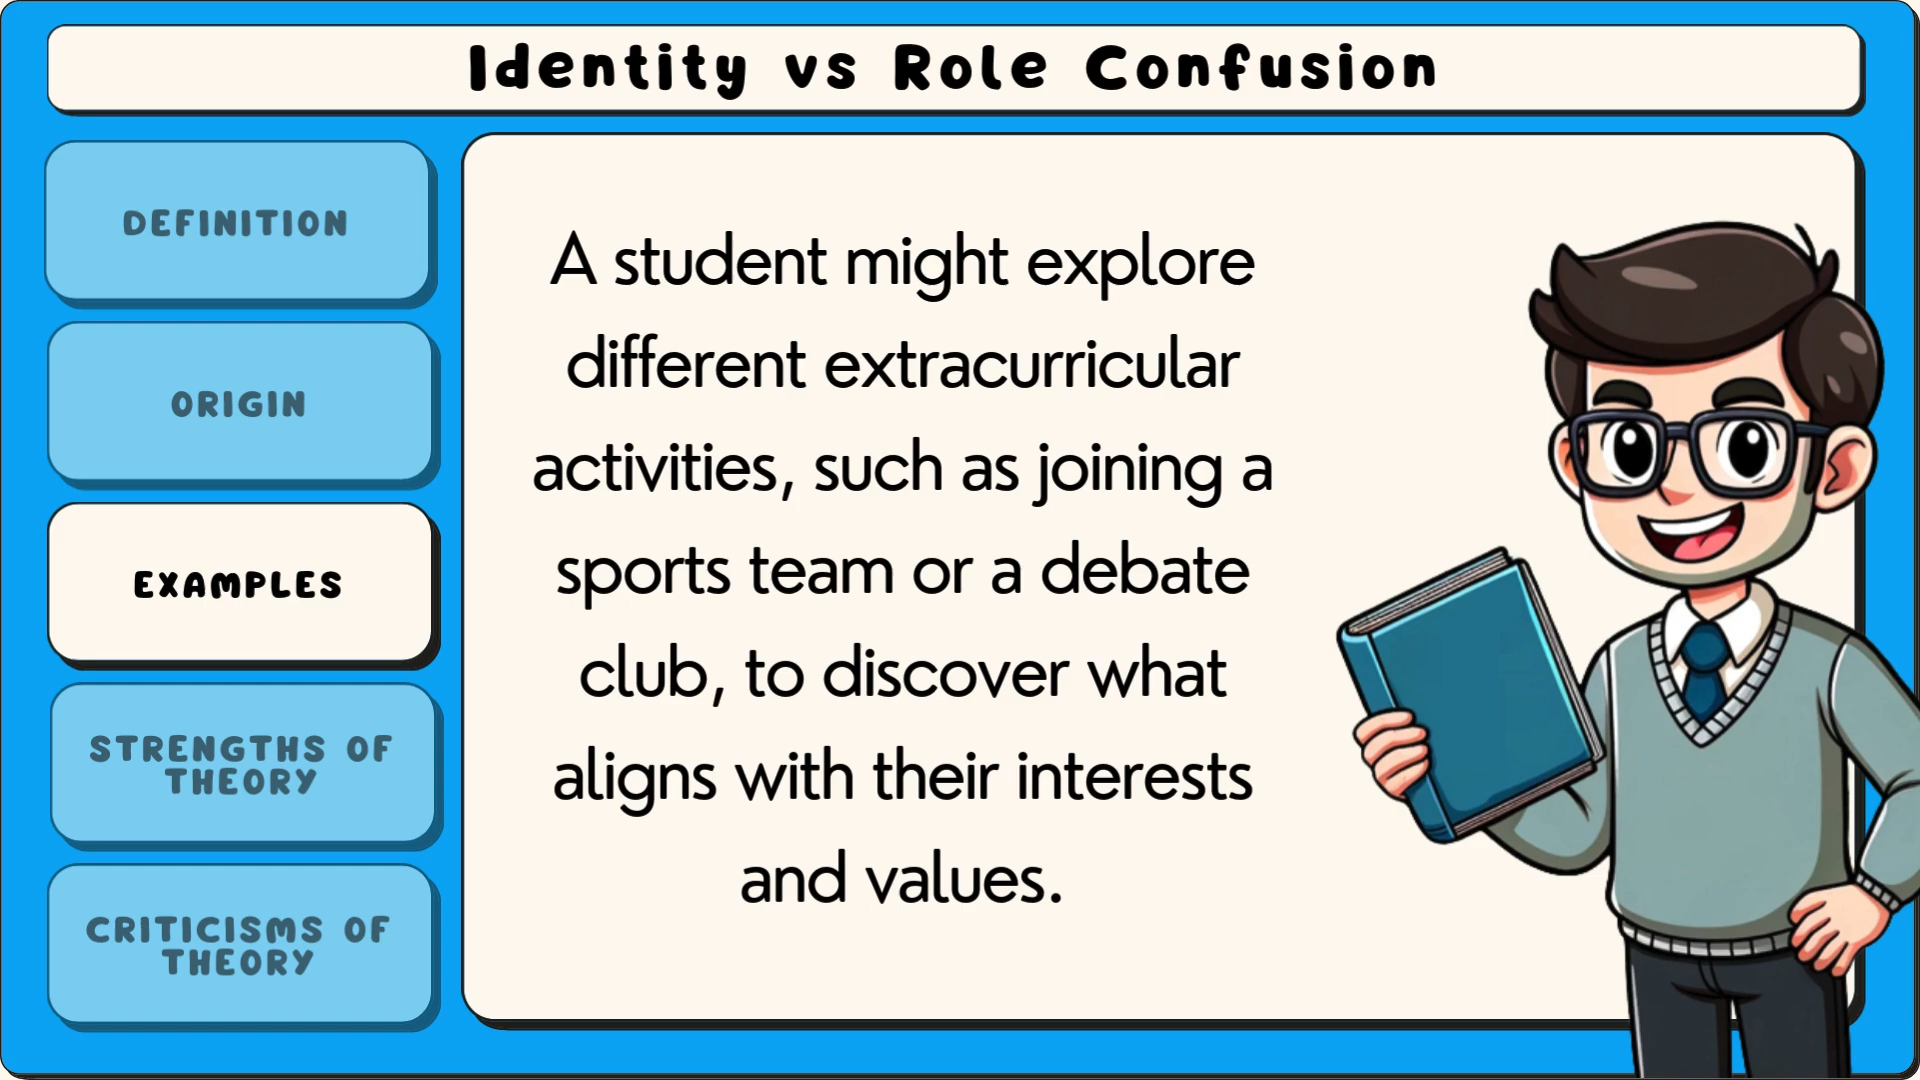 Identity vs Role Confusion
DEFINITION
ORIGIN
EXAMPLES
STRENGTHS OF
THEORY
CRITICISMS OF
THEORY
A student might explore
different extracurricular
activities, such as joining a
sports team or a debate
club, to discover what
aligns with their interests
and values.